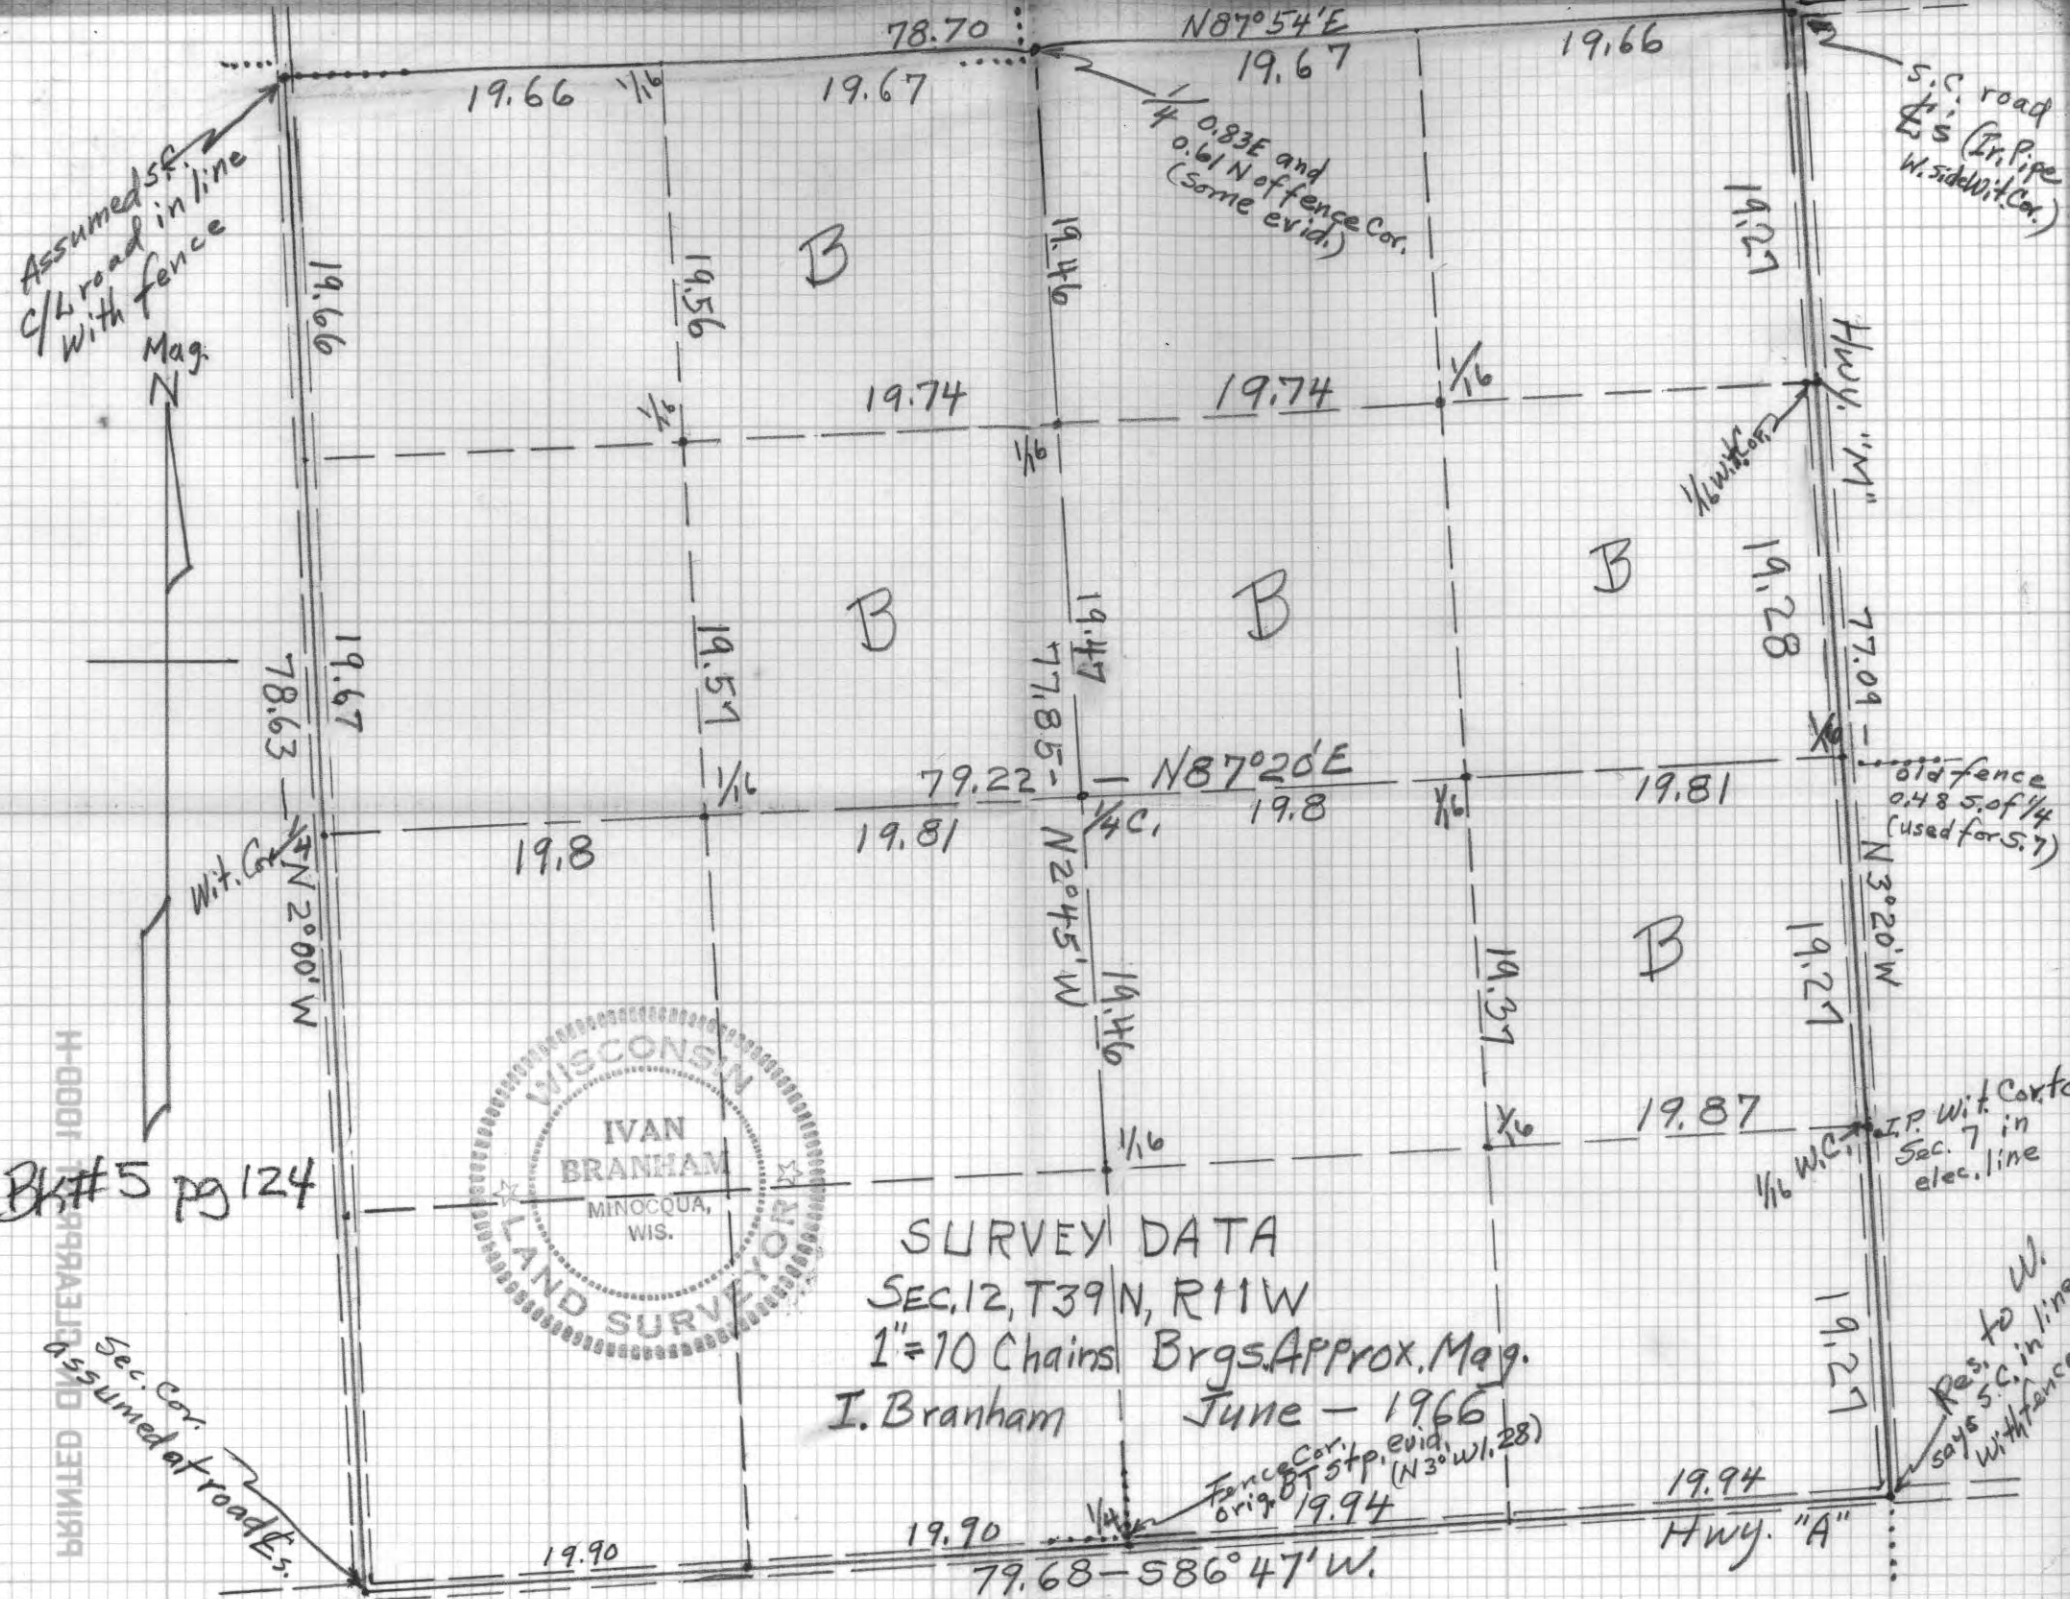 78.70
N87°54'E
19.66
1/16
19.67
19.67
19.66
S.C. road
℄'s (Ir. Pipe
W. side Wit. Cor.)
1/4 0.83E and
0.61 N of fence Cor.
(Some evid.)
Assumed S.C.
C/L road in line
With fence
Mag.
N
19.66
19.56
B
19.46
19.27
Hwy. "M"
1/16
19.74
1/16
19.74
1/16
1/16 Wit. Cor.
19.67
78.63
19.57
B
19.47
77.85 -
B
B
19.28
77.09 -
1/16
79.22 - N87°20'E
1/16
old fence
0.48 S. of 1/4
(used for S. 7)
Wit. Cor. 1/4
19.8
19.81
1/4 C.
19.8
1/16
19.81
N 2°00' W
N 2°45' W
19.46
19.37
B
19.27
N 3°20' W
WISCONSIN
IVAN
BRANHAM
MINOCQUA,
WIS.
LAND SURVEYOR
1/16
1/16
19.87
1/16 W.C.
I.P. Wit. Cor. to
Sec. 7 in
elec. line
Bk #5 pg 124
PRINTED ON CLEARPRINT 1000-H
SURVEY DATA
SEC. 12, T39N, R11W
1"=10 Chains Brgs. Approx. Mag.
I. Branham June - 1966
19.27
Res. to W.
says S.C. in line
with fence
Sec. Cor.
assumed at road ℄s.
Fence Cor. evid.
orig. BT Stp. (N 3° W 1.28)
19.90
19.90
1/4
19.94
19.94
79.68 - S86°47' W.
Hwy. "A"